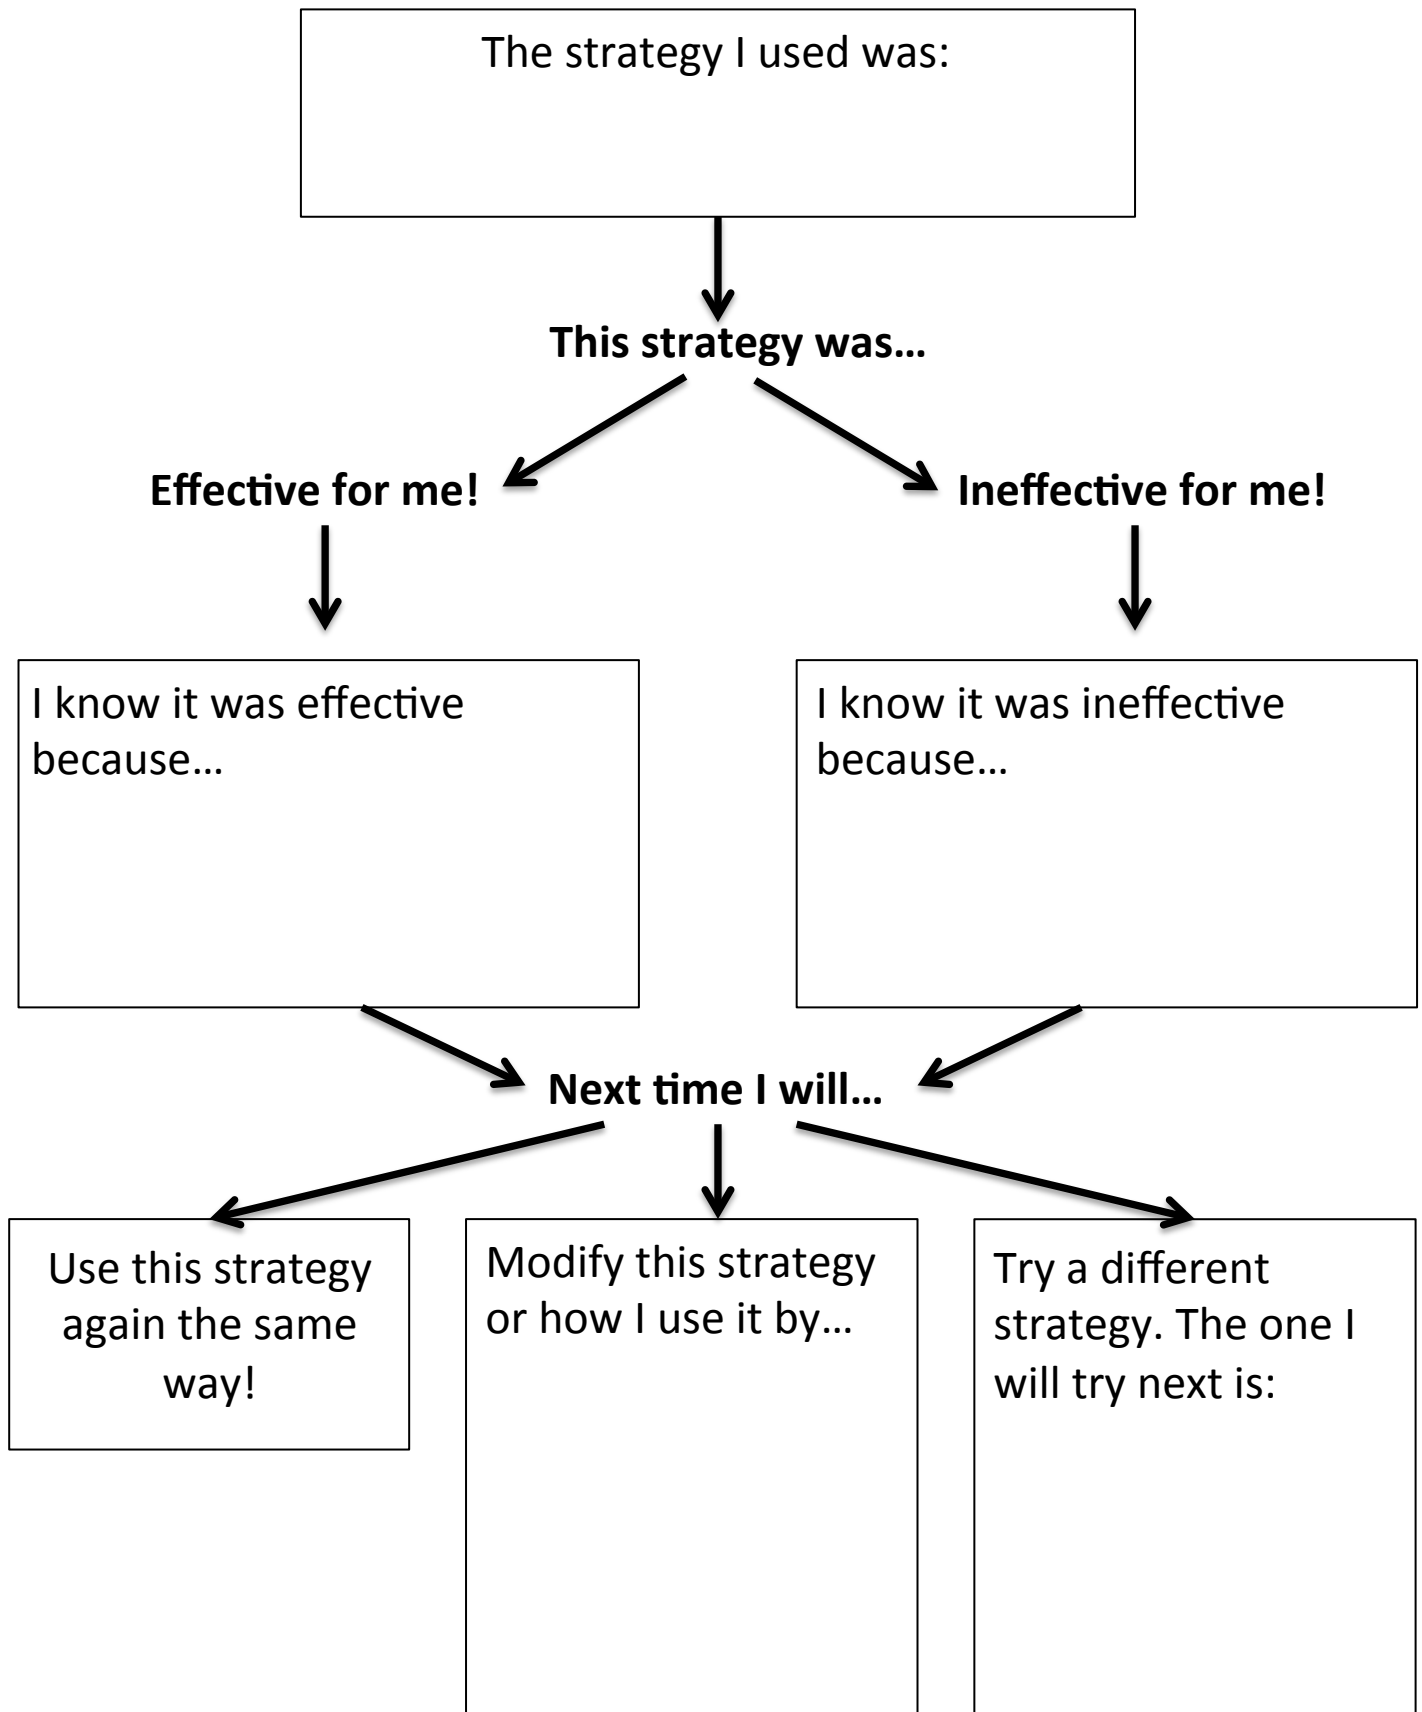 The strategy I used was:
This strategy was…
Effective for me!
Ineffective for me!
I know it was effective
because…
I know it was ineffective
because…
Next time I will…
Use this strategy
again the same
way!
Modify this strategy
or how I use it by…
Try a different
strategy. The one I
will try next is: